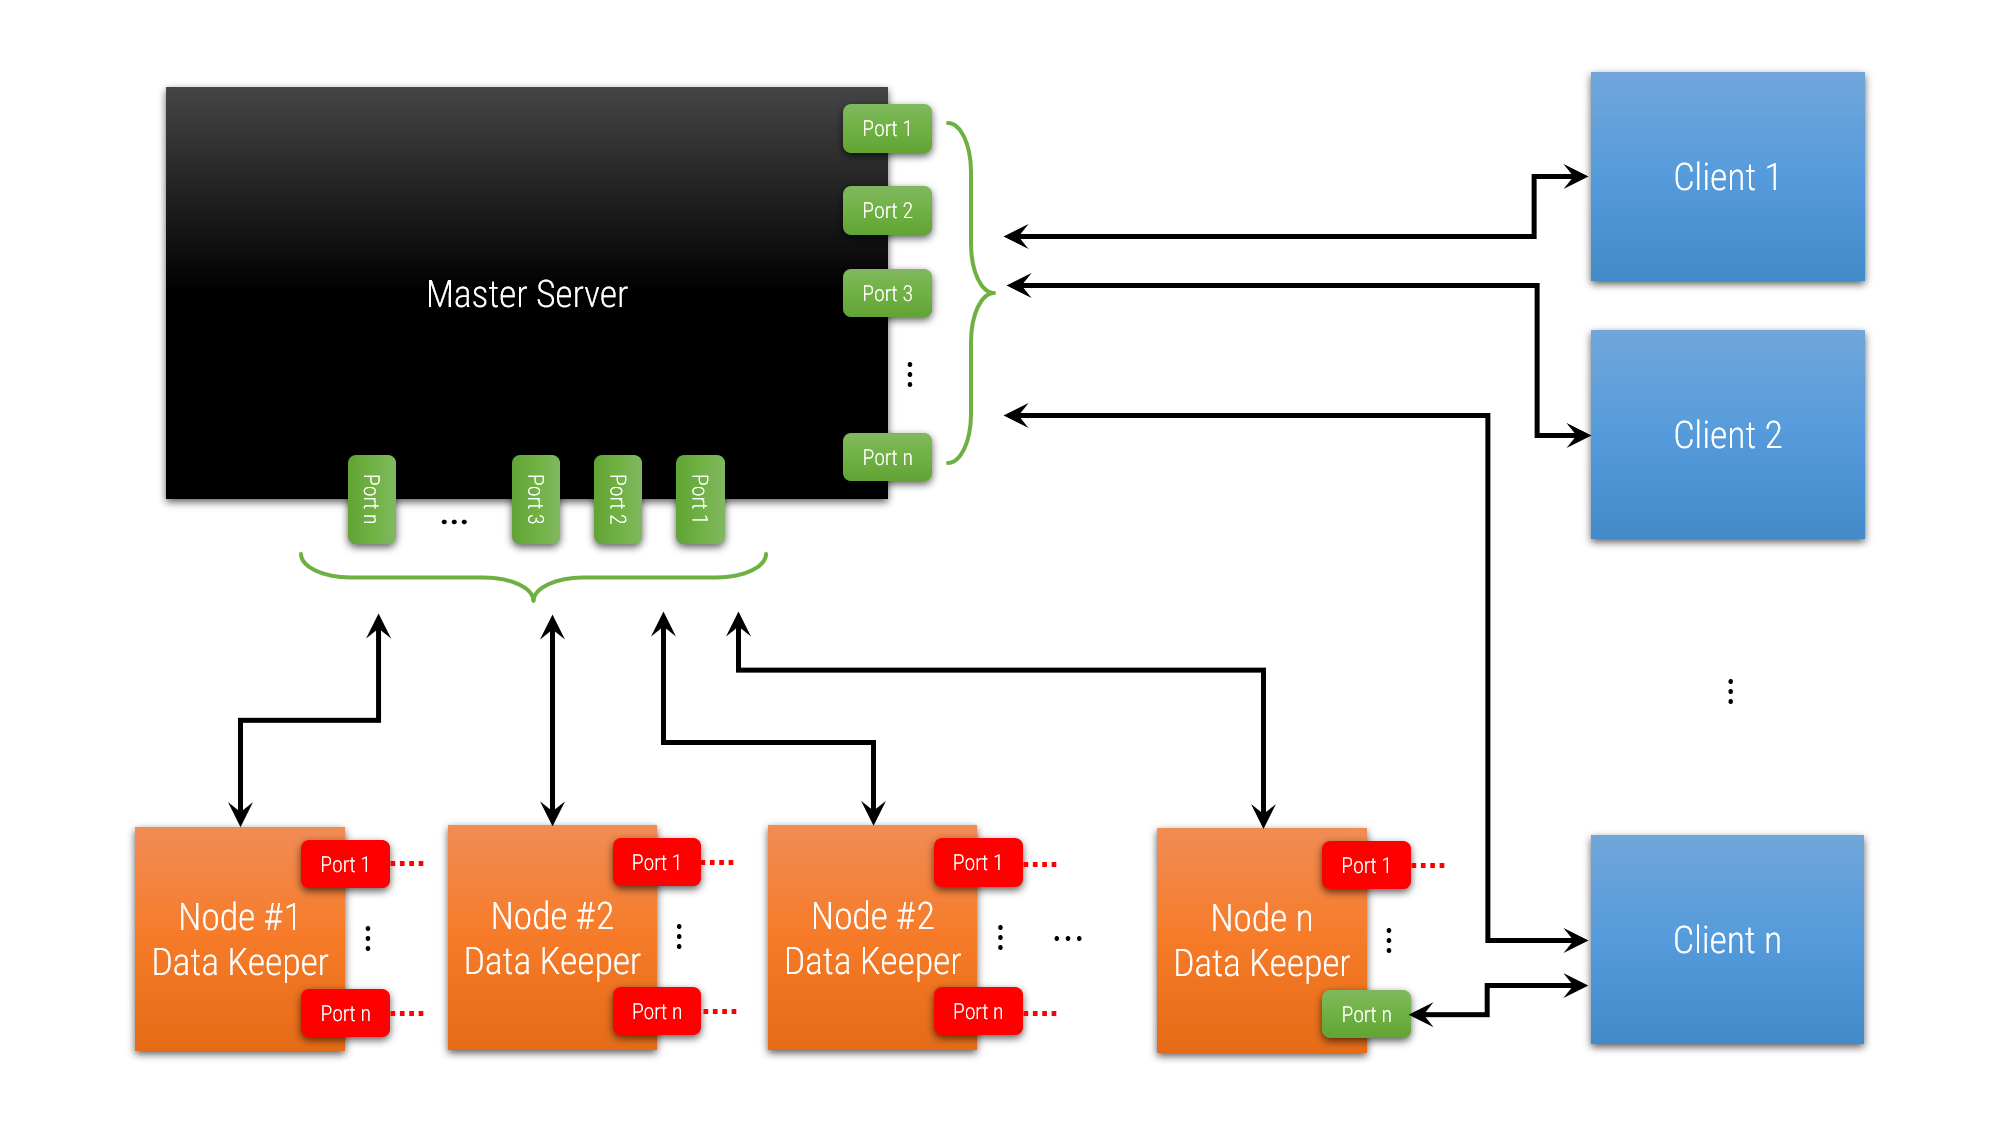 Port 1
Port 2
Master Server
Port 3
⋮
Port n
Port n
...
Port 3
Port 2
Port 1
Client 1
Client 2
⋮
Client n
Node #1
Data Keeper
Port 1
⋮
Port n
Node #2
Data Keeper
Port 1
⋮
Port n
Node #2
Data Keeper
Port 1
⋮
Port n
...
Node n
Data Keeper
Port 1
⋮
Port n